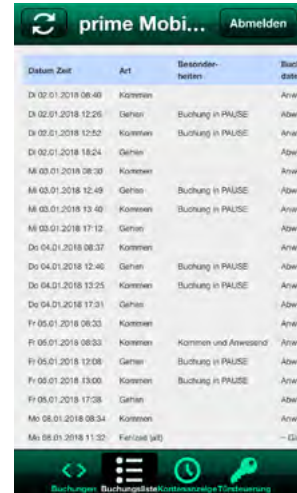 prime Mobi... Abmelden
Besonder- Buch
Datum Zeit Art heiten date
Di 02.01.2018 08:40 Kommen Anw
Di 02.01.2018 12:26 Gehen Buchung in PAUSE Abw
Di 02.01.2018 12:52 Kommen Buchung in PAUSE Anw
Di 02.01.2018 18:24 Gehen Abw
Mi 03.01.2018 08:30 Kommen Anw
Mi 03.01.2018 12:49 Gehen Buchung in PAUSE Abw
Mi 03.01.2018 13:40 Kommen Buchung in PAUSE Anw
Mi 03.01.2018 17:12 Gehen Abw
Do 04.01.2018 08:37 Kommen Anw
Do 04.01.2018 12:46 Gehen Buchung in PAUSE Abw
Do 04.01.2018 13:25 Kommen Buchung in PAUSE Anw
Do 04.01.2018 17:31 Gehen Abw
Fr 05.01.2018 08:33 Kommen Anw
Fr 05.01.2018 08:33 Kommen Kommen und Anwesend Anw
Fr 05.01.2018 12:08 Gehen Buchung in PAUSE Abw
Fr 05.01.2018 13:00 Kommen Buchung in PAUSE Anw
Fr 05.01.2018 17:38 Gehen Abw
Mo 08.01.2018 08:34 Kommen Anw
Mo 08.01.2018 11:32 Fehlzeit (alt) -- Ga
Buchungen Buchungsliste Kontenanzeige Türsteuerung